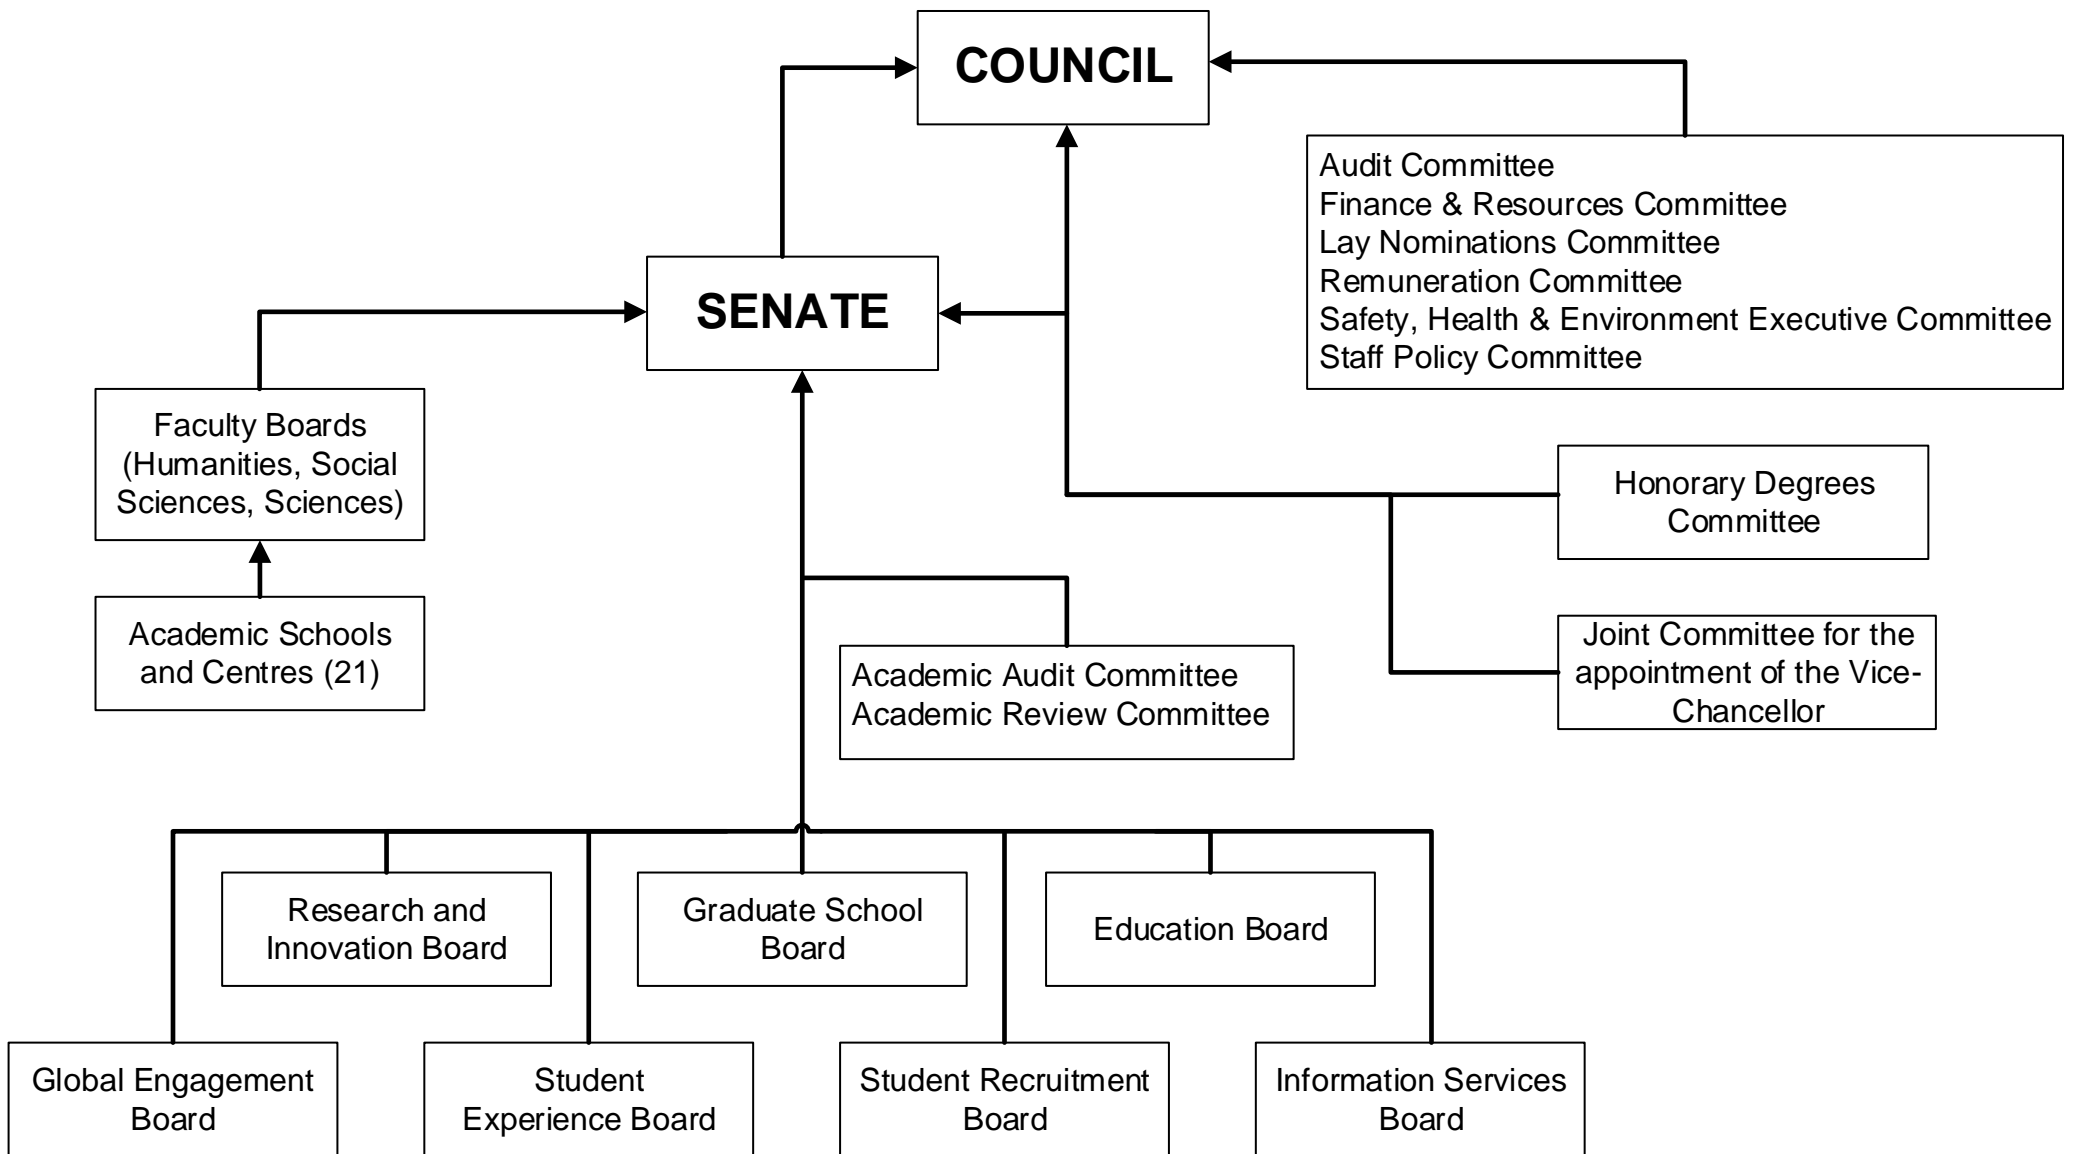 COUNCIL
Audit Committee
Finance & Resources Committee
Lay Nominations Committee
Remuneration Committee
Safety, Health & Environment Executive Committee
Staff Policy Committee
SENATE
Faculty Boards
(Humanities, Social
Sciences, Sciences)
Honorary Degrees
Committee
Academic Schools
and Centres (21)
Joint Committee for the
appointment of the Vice-
Chancellor
Academic Audit Committee
Academic Review Committee
Research and
Innovation Board
Graduate School
Board
Education Board
Global Engagement
Board
Student
Experience Board
Student Recruitment
Board
Information Services
Board